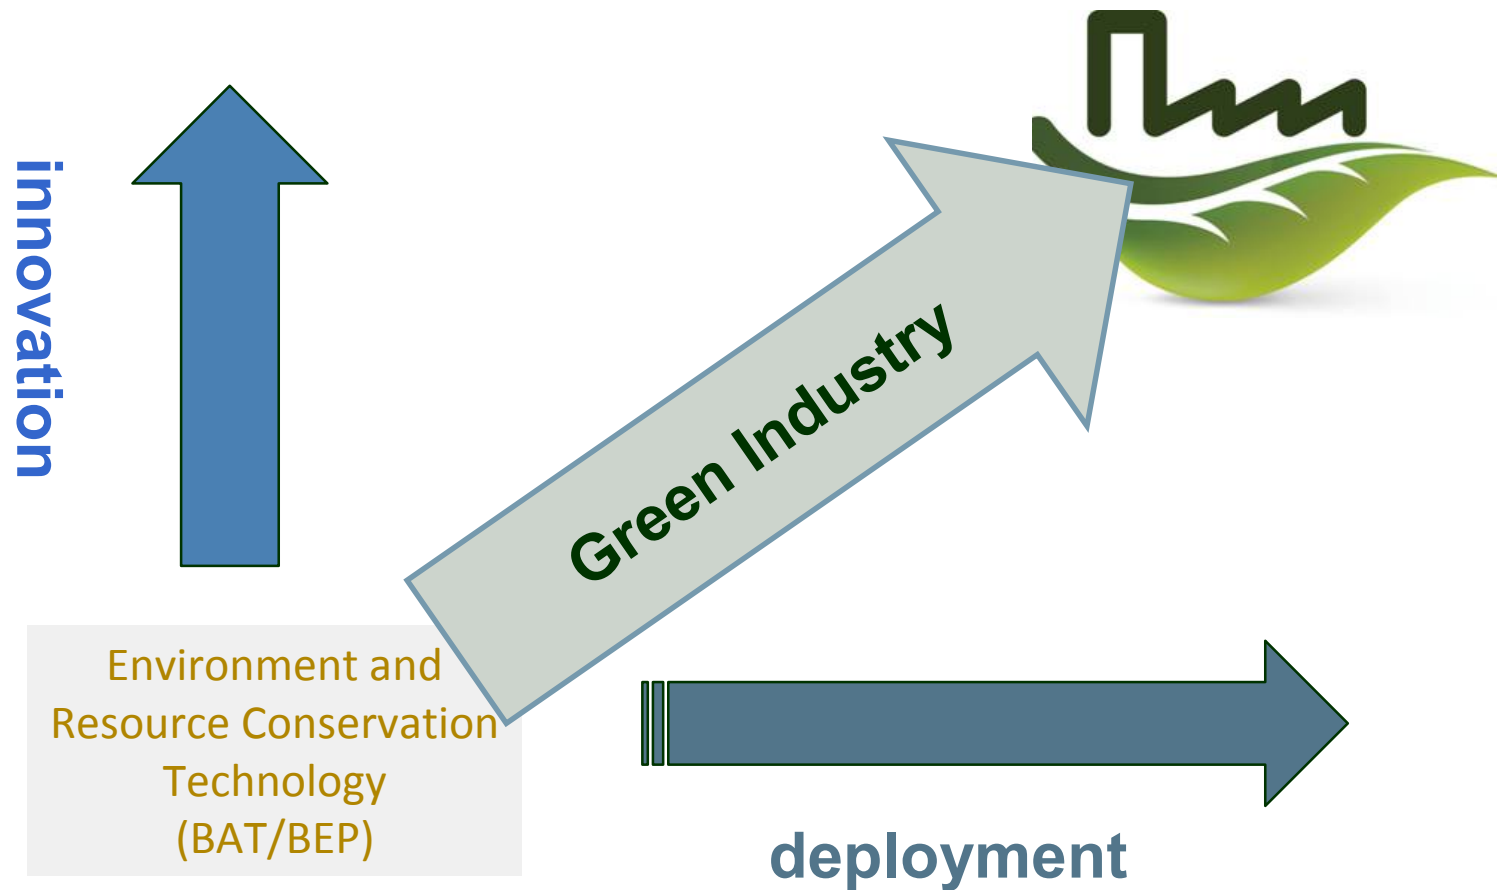 innovation
Green Industry
Environment and
Resource Conservation
Technology
(BAT/BEP)
deployment